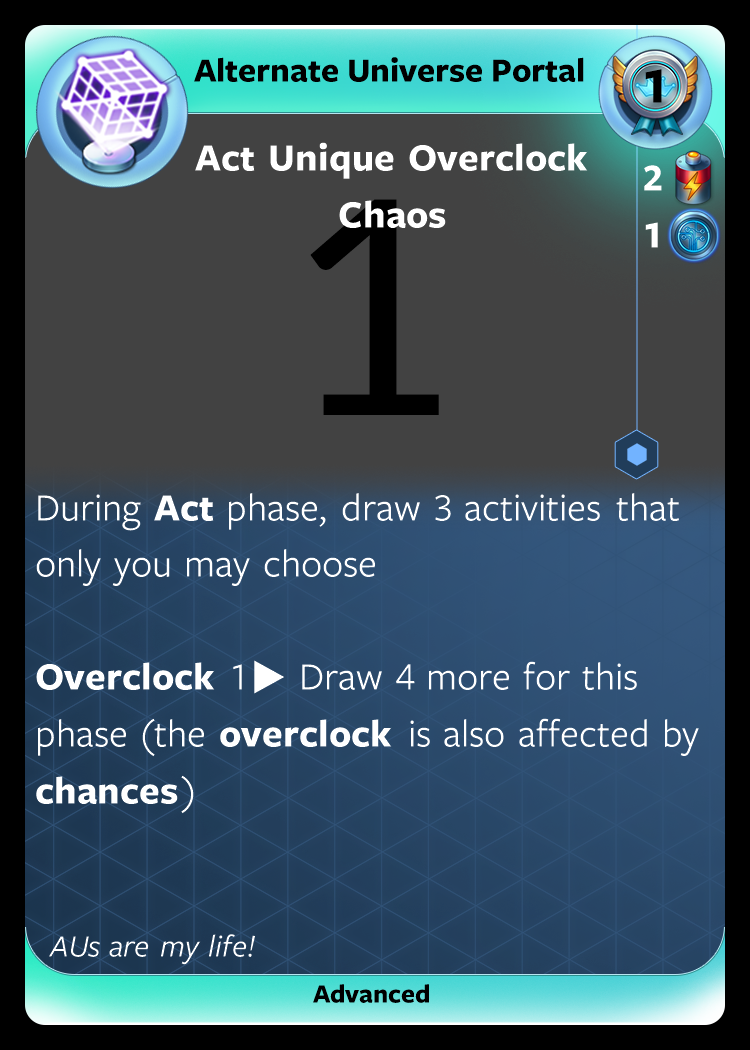 Alternate Universe Portal
1
Act Unique Overclock
Chaos
2
1
1
During Act phase, draw 3 activities that
only you may choose
Overclock 1▶ Draw 4 more for this
phase (the overclock is also affected by
chances)
AUs are my life!
Advanced